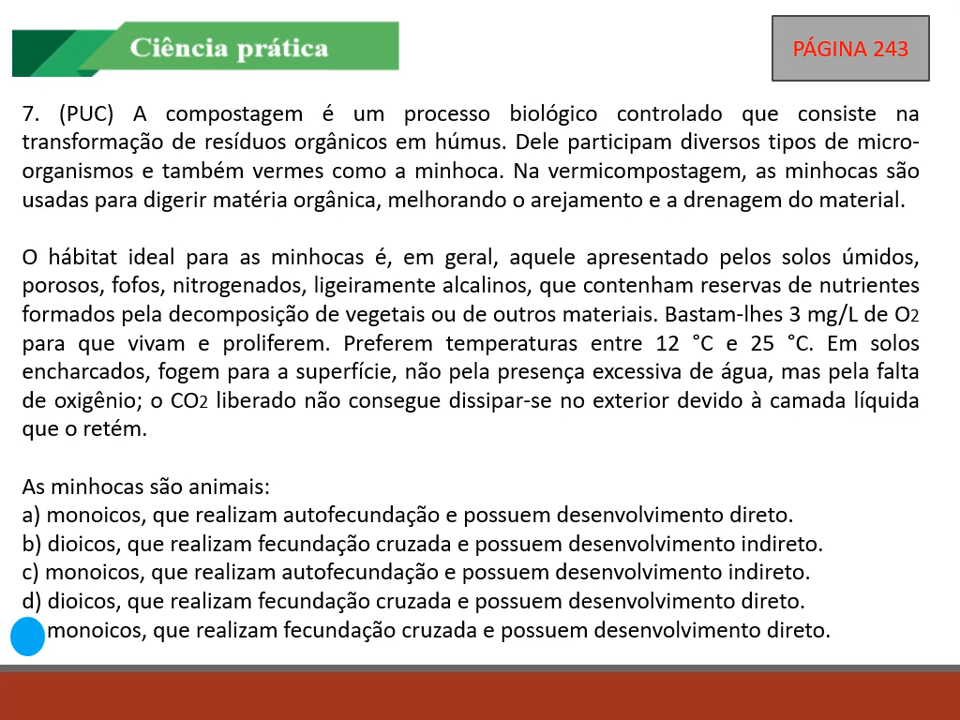 Ciência prática
PÁGINA 243
7. (PUC) A compostagem é um processo biológico controlado que consiste na
transformação de resíduos orgânicos em húmus. Dele participam diversos tipos de micro-
organismos e também vermes como a minhoca. Na vermicompostagem, as minhocas são
usadas para digerir matéria orgânica, melhorando o arejamento e a drenagem do material.
O hábitat ideal para as minhocas é, em geral, aquele apresentado pelos solos úmidos,
porosos, fofos, nitrogenados, ligeiramente alcalinos, que contenham reservas de nutrientes
formados pela decomposição de vegetais ou de outros materiais. Bastam-lhes 3 mg/L de O2
para que vivam e proliferem. Preferem temperaturas entre 12 °C e 25 °C. Em solos
encharcados, fogem para a superfície, não pela presença excessiva de água, mas pela falta
de oxigênio; o CO2 liberado não consegue dissipar-se no exterior devido à camada líquida
que o retém.
As minhocas são animais:
a) monoicos, que realizam autofecundação e possuem desenvolvimento direto.
b) dioicos, que realizam fecundação cruzada e possuem desenvolvimento indireto.
c) monoicos, que realizam autofecundação e possuem desenvolvimento indireto.
d) dioicos, que realizam fecundação cruzada e possuem desenvolvimento direto.
monoicos, que realizam fecundação cruzada e possuem desenvolvimento direto.